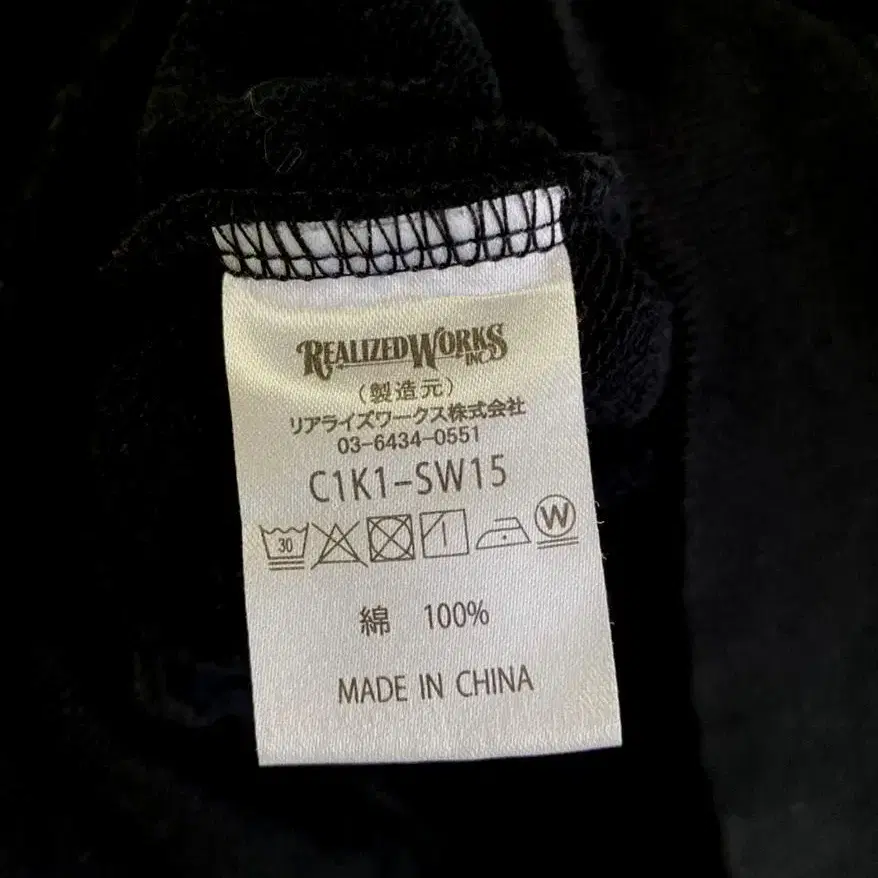 REALIZED WORKS
INC
(製造元)
リアライズワークス株式会社
03-6434-0551
C1K1-SW15
30
W
綿 100%
MADE IN CHINA